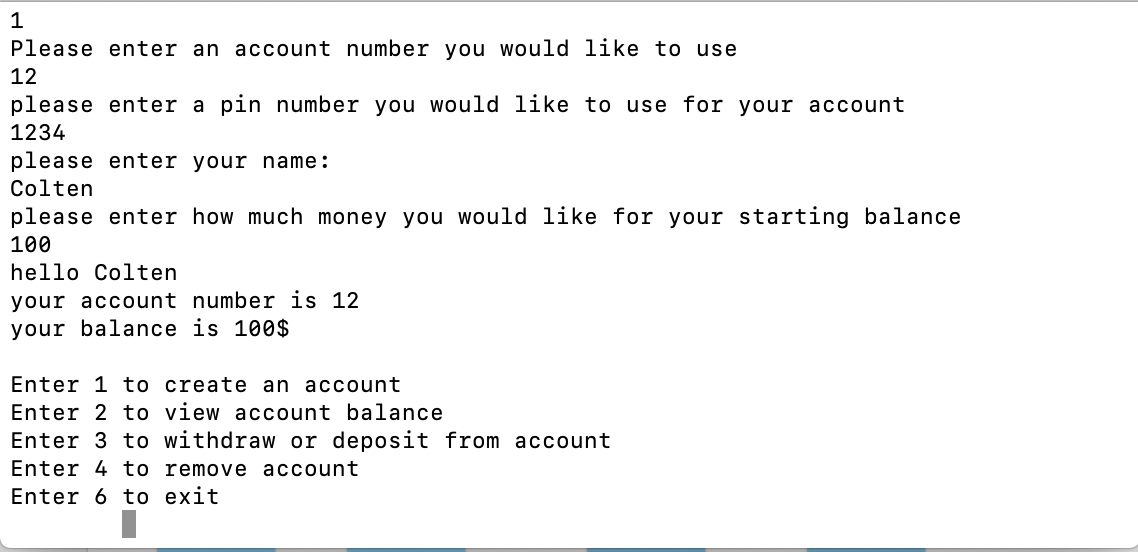 1
Please enter an account number you would like to use
12
please enter a pin number you would like to use for your account
1234
please enter your name:
Colten
please enter how much money you would like for your starting balance
100
hello Colten
your account number is 12
your balance is 100$
Enter 1 to create an account
Enter 2 to view account balance
Enter 3 to withdraw or deposit from account
Enter 4 to remove account
Enter 6 to exit